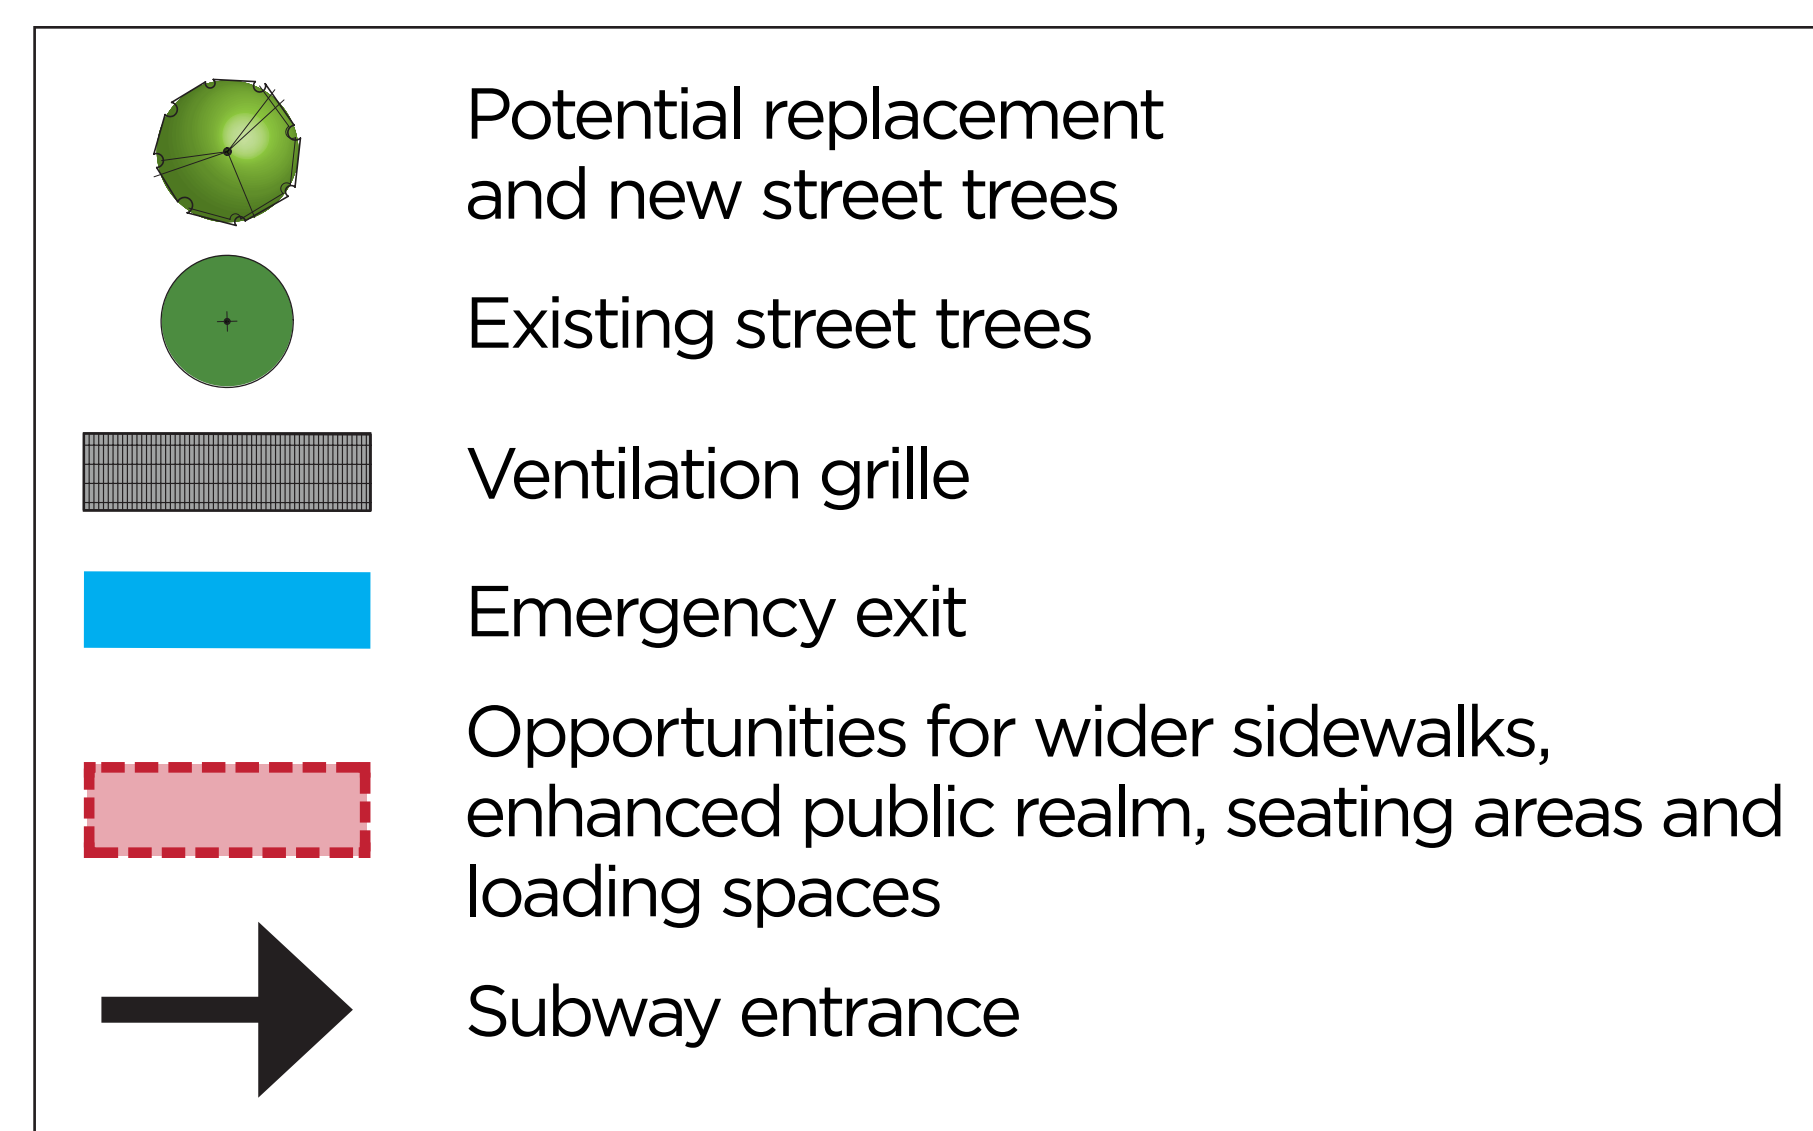 Potential replacement
and new street trees
Existing street trees
Ventilation grille
Emergency exit
Opportunities for wider sidewalks,
enhanced public realm, seating areas and
loading spaces
Subway entrance